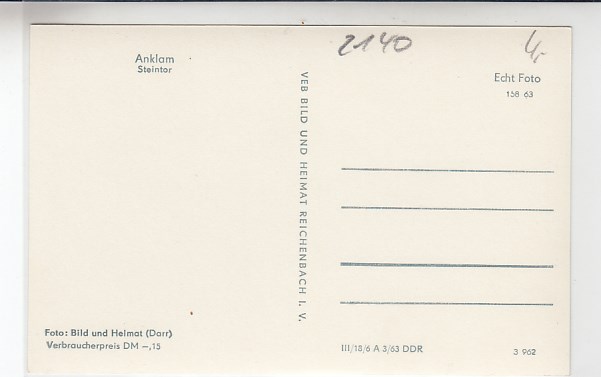 Anklam
Steintor
Foto: Bild und Heimat (Darr)
Verbraucherpreis DM –,15
VEB BILD UND HEIMAT REICHENBACH I. V.
2140
4,-
Echt Foto
158 63
III/18/6 A 3/63 DDR
3 962